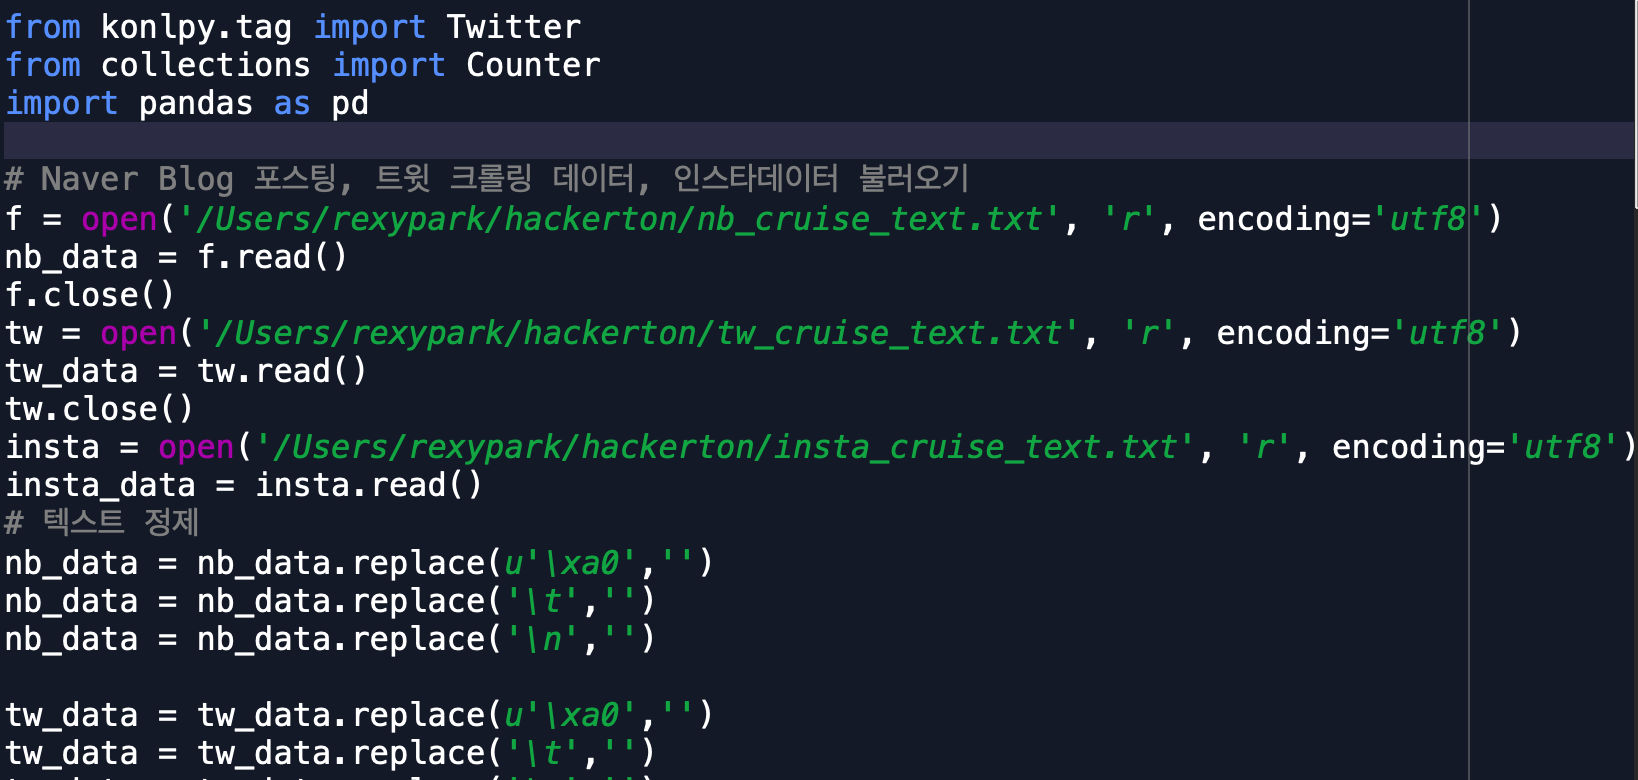 from konlpy.tag import Twitter
from collections import Counter
import pandas as pd
# Naver Blog 포스팅, 트윗 크롤링 데이터, 인스타데이터 불러오기
f = open('/Users/rexypark/hackerton/nb_cruise_text.txt', 'r', encoding='utf8')
nb_data = f.read()
f.close()
tw = open('/Users/rexypark/hackerton/tw_cruise_text.txt', 'r', encoding='utf8')
tw_data = tw.read()
tw.close()
insta = open('/Users/rexypark/hackerton/insta_cruise_text.txt', 'r', encoding='utf8')
insta_data = insta.read()
# 텍스트 정제
nb_data = nb_data.replace(u'\xa0','')
nb_data = nb_data.replace('\t','')
nb_data = nb_data.replace('\n','')
tw_data = tw_data.replace(u'\xa0','')
tw_data = tw_data.replace('\t','')